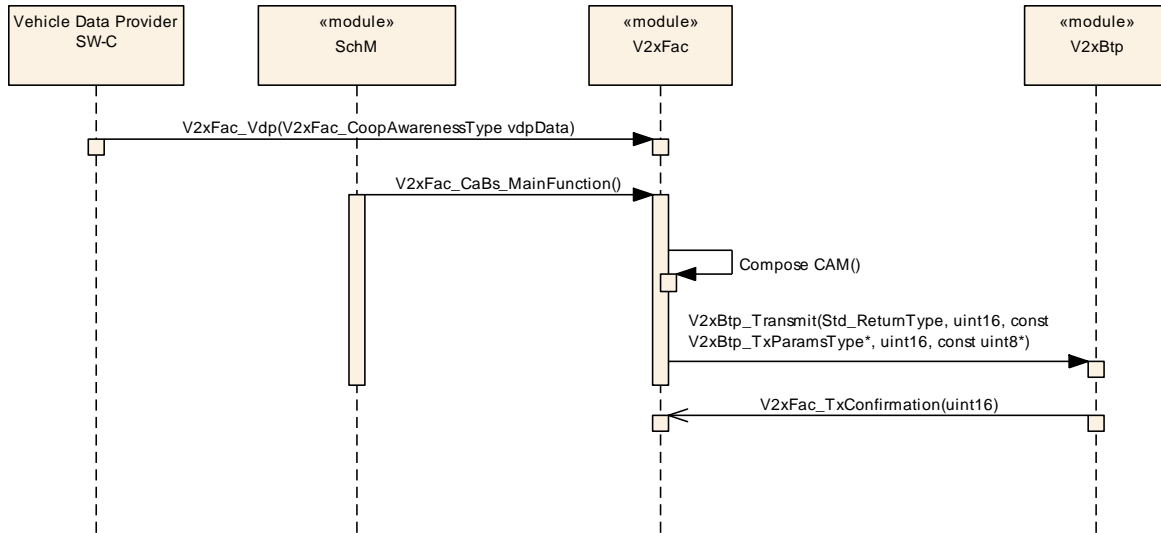 Vehicle Data Provider
SW-C
«module»
SchM
«module»
V2xFac
«module»
V2xBtp
V2xFac_Vdp(V2xFac_CoopAwarenessType vdpData)
V2xFac_CaBs_MainFunction()
Compose CAM()
V2xBtp_Transmit(Std_ReturnType, uint16, const
V2xBtp_TxParamsType*, uint16, const uint8*)
V2xFac_TxConfirmation(uint16)